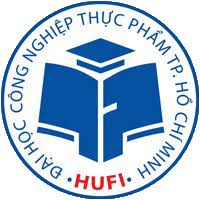 ĐẠI HỌC CÔNG NGHIỆP THỰC PHẨM TP. HỒ CHÍ MINH
HUFI